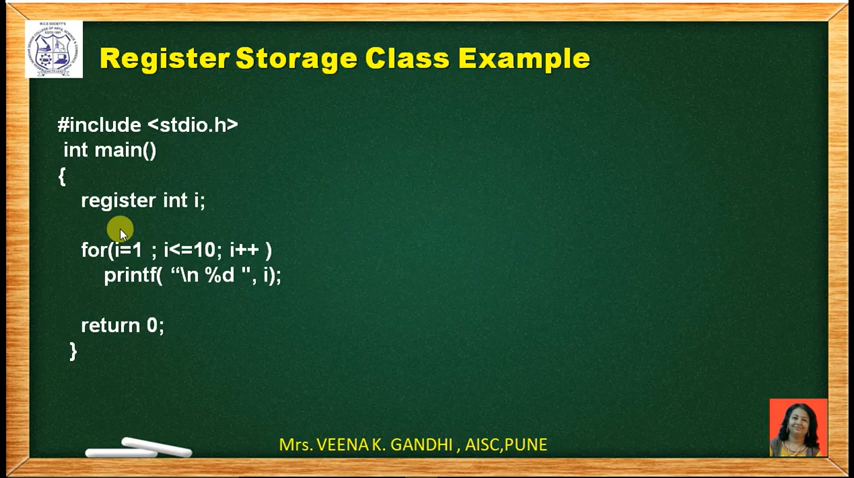 Register Storage Class Example
#include <stdio.h>
int main()
{
register int i;
for(i=1 ; i<=10; i++ )
printf( “\n %d ", i);
return 0;
}
Mrs. VEENA K. GANDHI , AISC,PUNE